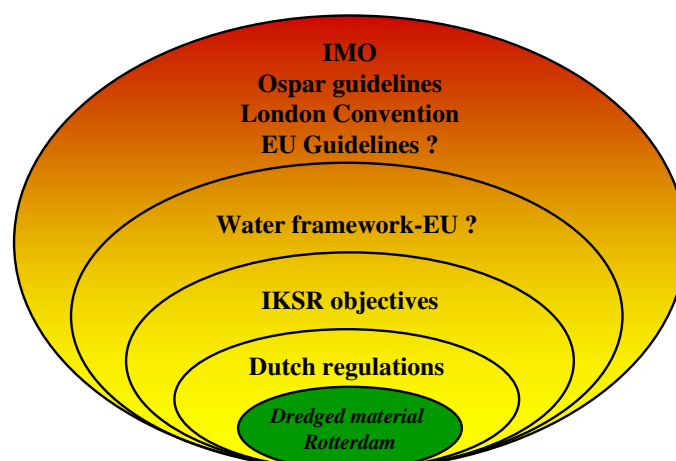 IMO
Ospar guidelines
London Convention
EU Guidelines ?
Water framework-EU ?
IKSR objectives
Dutch regulations
Dredged material
Rotterdam